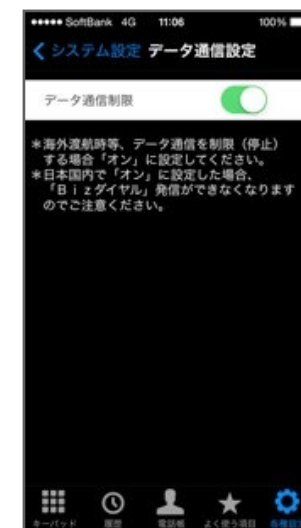 SoftBank 4G 11:06 100%
システム設定 データ通信設定
データ通信制限
*海外渡航時等、データ通信を制限（停止）
する場合「オン」に設定してください。
*日本国内で「オン」に設定した場合、
「Ｂｉｚダイヤル」発信ができなくなります
のでご注意ください。
キーパッド 履歴 電話帳 よく使う項目 各種設定